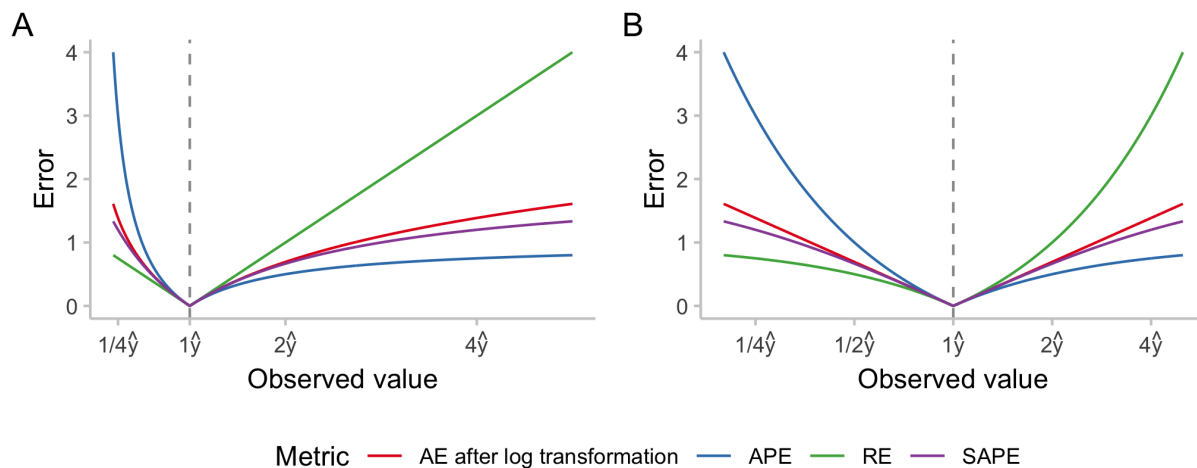 A
4
3
2
1
0
Error
1/4ŷ
1ŷ
2ŷ
4ŷ
Observed value
B
4
3
2
1
0
Error
1/4ŷ
1/2ŷ
1ŷ
2ŷ
4ŷ
Observed value
Metric AE after log transformation APE RE SAPE